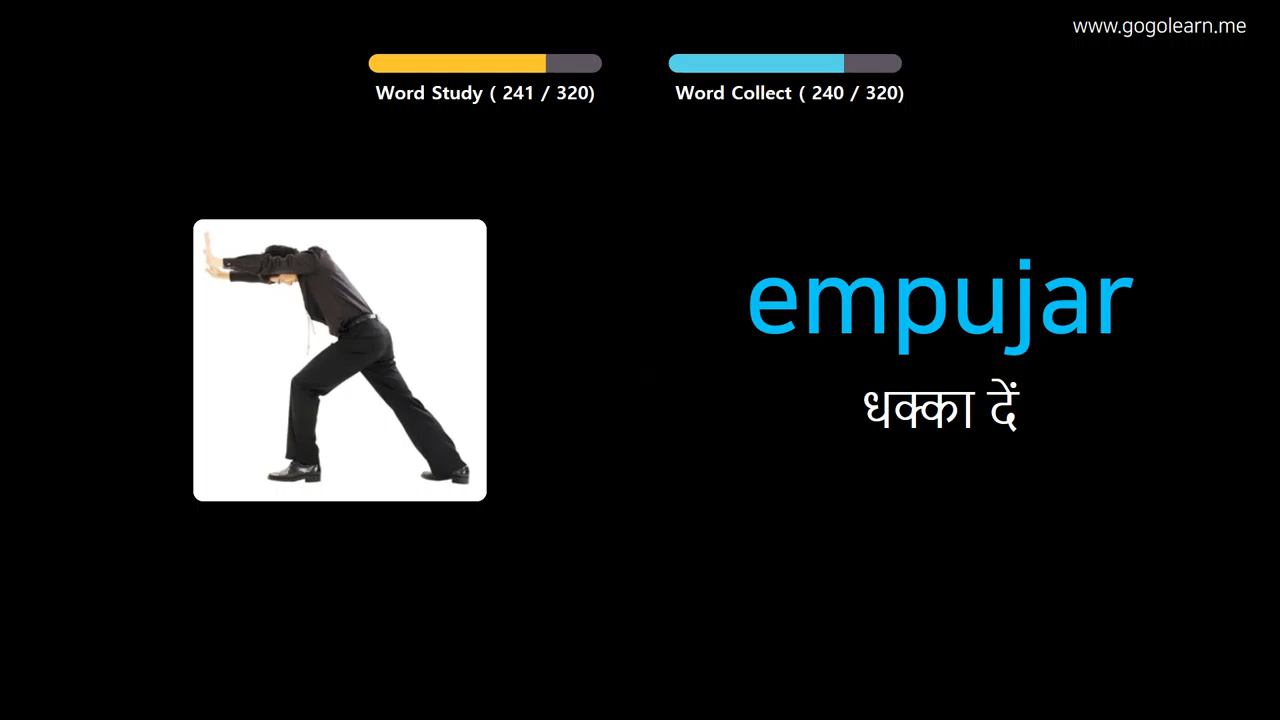 www.gogolearn.me
Word Study ( 241 / 320)
Word Collect ( 240 / 320)
empujar
धक्का दें